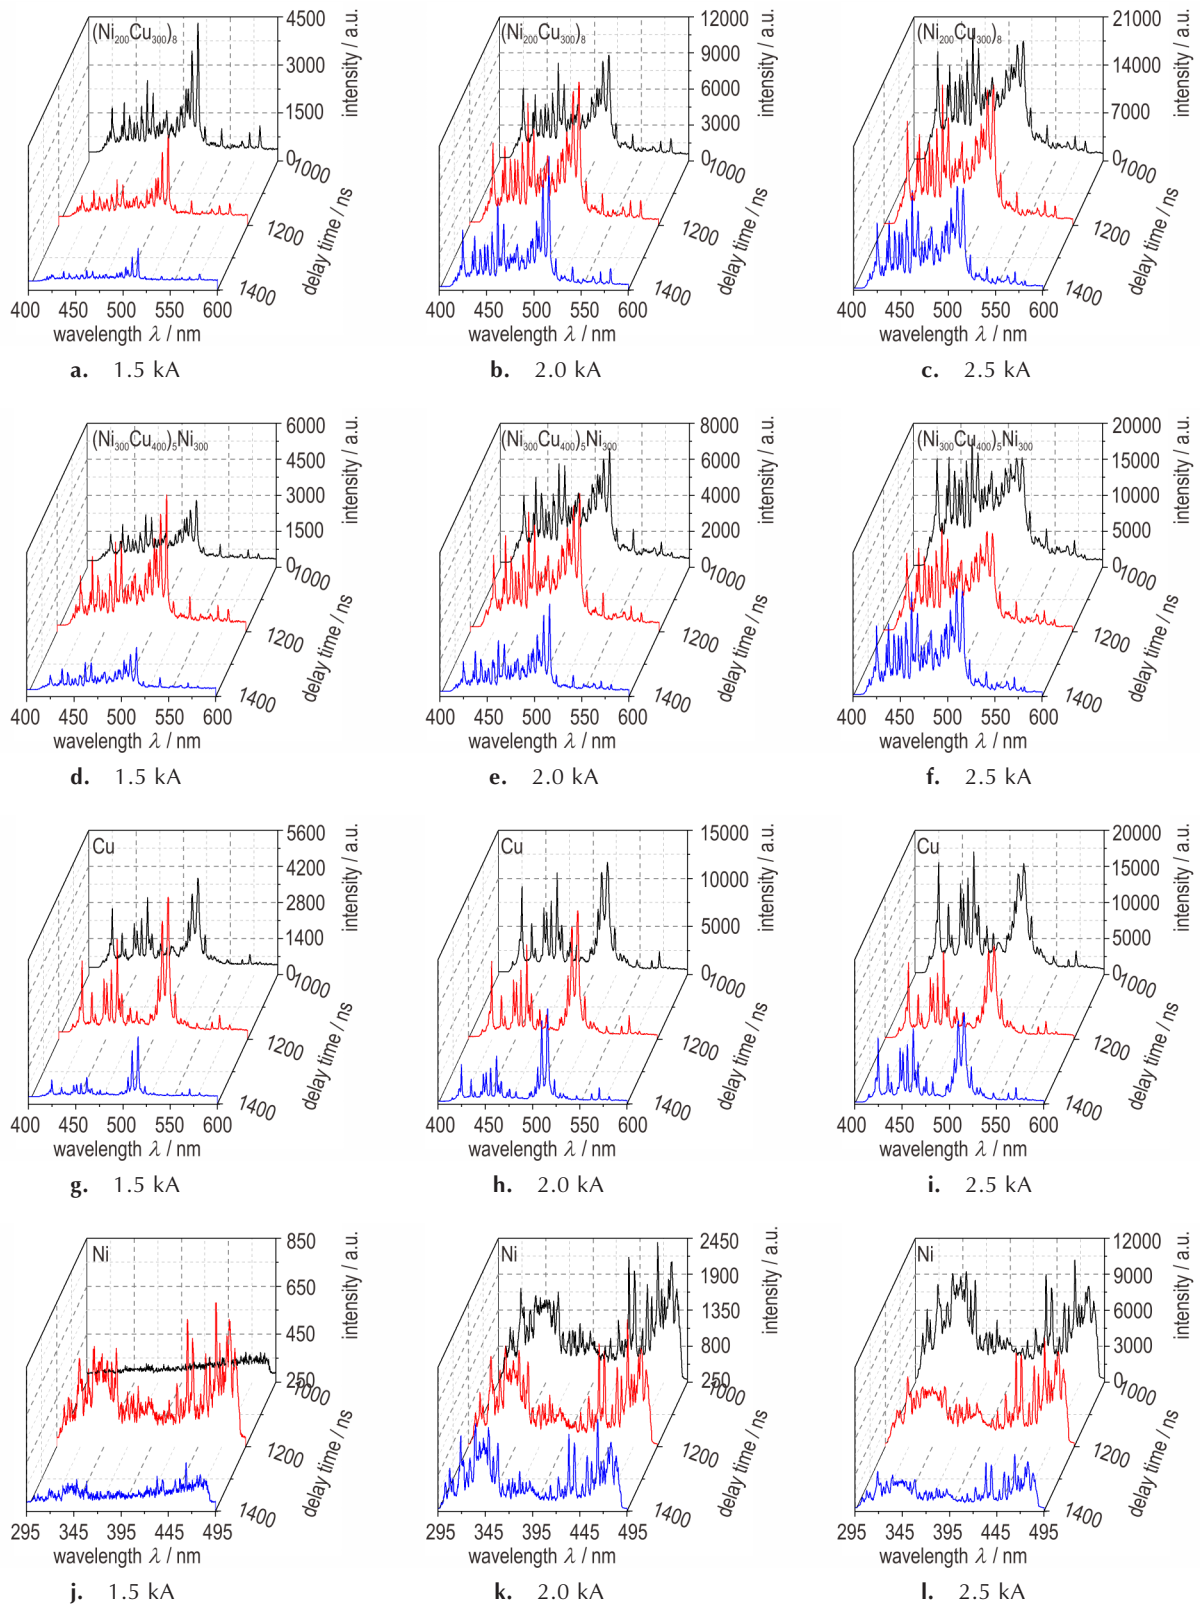 (Ni200Cu300)8
4500
3000
1500
0
intensity / a.u.
1000
1200
1400
delay time / ns
400 450 500 550 600
wavelength λ / nm
a. 1.5 kA
(Ni200Cu300)8
12000
9000
6000
3000
0
intensity / a.u.
1000
1200
1400
delay time / ns
400 450 500 550 600
wavelength λ / nm
b. 2.0 kA
(Ni200Cu300)8
21000
14000
7000
0
intensity / a.u.
1000
1200
1400
delay time / ns
400 450 500 550 600
wavelength λ / nm
c. 2.5 kA
(Ni300Cu400)5Ni300
6000
4500
3000
1500
0
intensity / a.u.
1000
1200
1400
delay time / ns
400 450 500 550 600
wavelength λ / nm
d. 1.5 kA
(Ni300Cu400)5Ni300
8000
6000
4000
2000
0
intensity / a.u.
1000
1200
1400
delay time / ns
400 450 500 550 600
wavelength λ / nm
e. 2.0 kA
(Ni300Cu400)5Ni300
20000
15000
10000
5000
0
intensity / a.u.
1000
1200
1400
delay time / ns
400 450 500 550 600
wavelength λ / nm
f. 2.5 kA
Cu
5600
4200
2800
1400
0
intensity / a.u.
1000
1200
1400
delay time / ns
400 450 500 550 600
wavelength λ / nm
g. 1.5 kA
Cu
15000
10000
5000
0
intensity / a.u.
1000
1200
1400
delay time / ns
400 450 500 550 600
wavelength λ / nm
h. 2.0 kA
Cu
20000
15000
10000
5000
0
intensity / a.u.
1000
1200
1400
delay time / ns
400 450 500 550 600
wavelength λ / nm
i. 2.5 kA
Ni
850
650
450
250
intensity / a.u.
1000
1200
1400
delay time / ns
295 345 395 445 495
wavelength λ / nm
j. 1.5 kA
Ni
2450
1900
1350
800
250
intensity / a.u.
1000
1200
1400
delay time / ns
295 345 395 445 495
wavelength λ / nm
k. 2.0 kA
Ni
12000
9000
6000
3000
0
intensity / a.u.
1000
1200
1400
delay time / ns
295 345 395 445 495
wavelength λ / nm
l. 2.5 kA